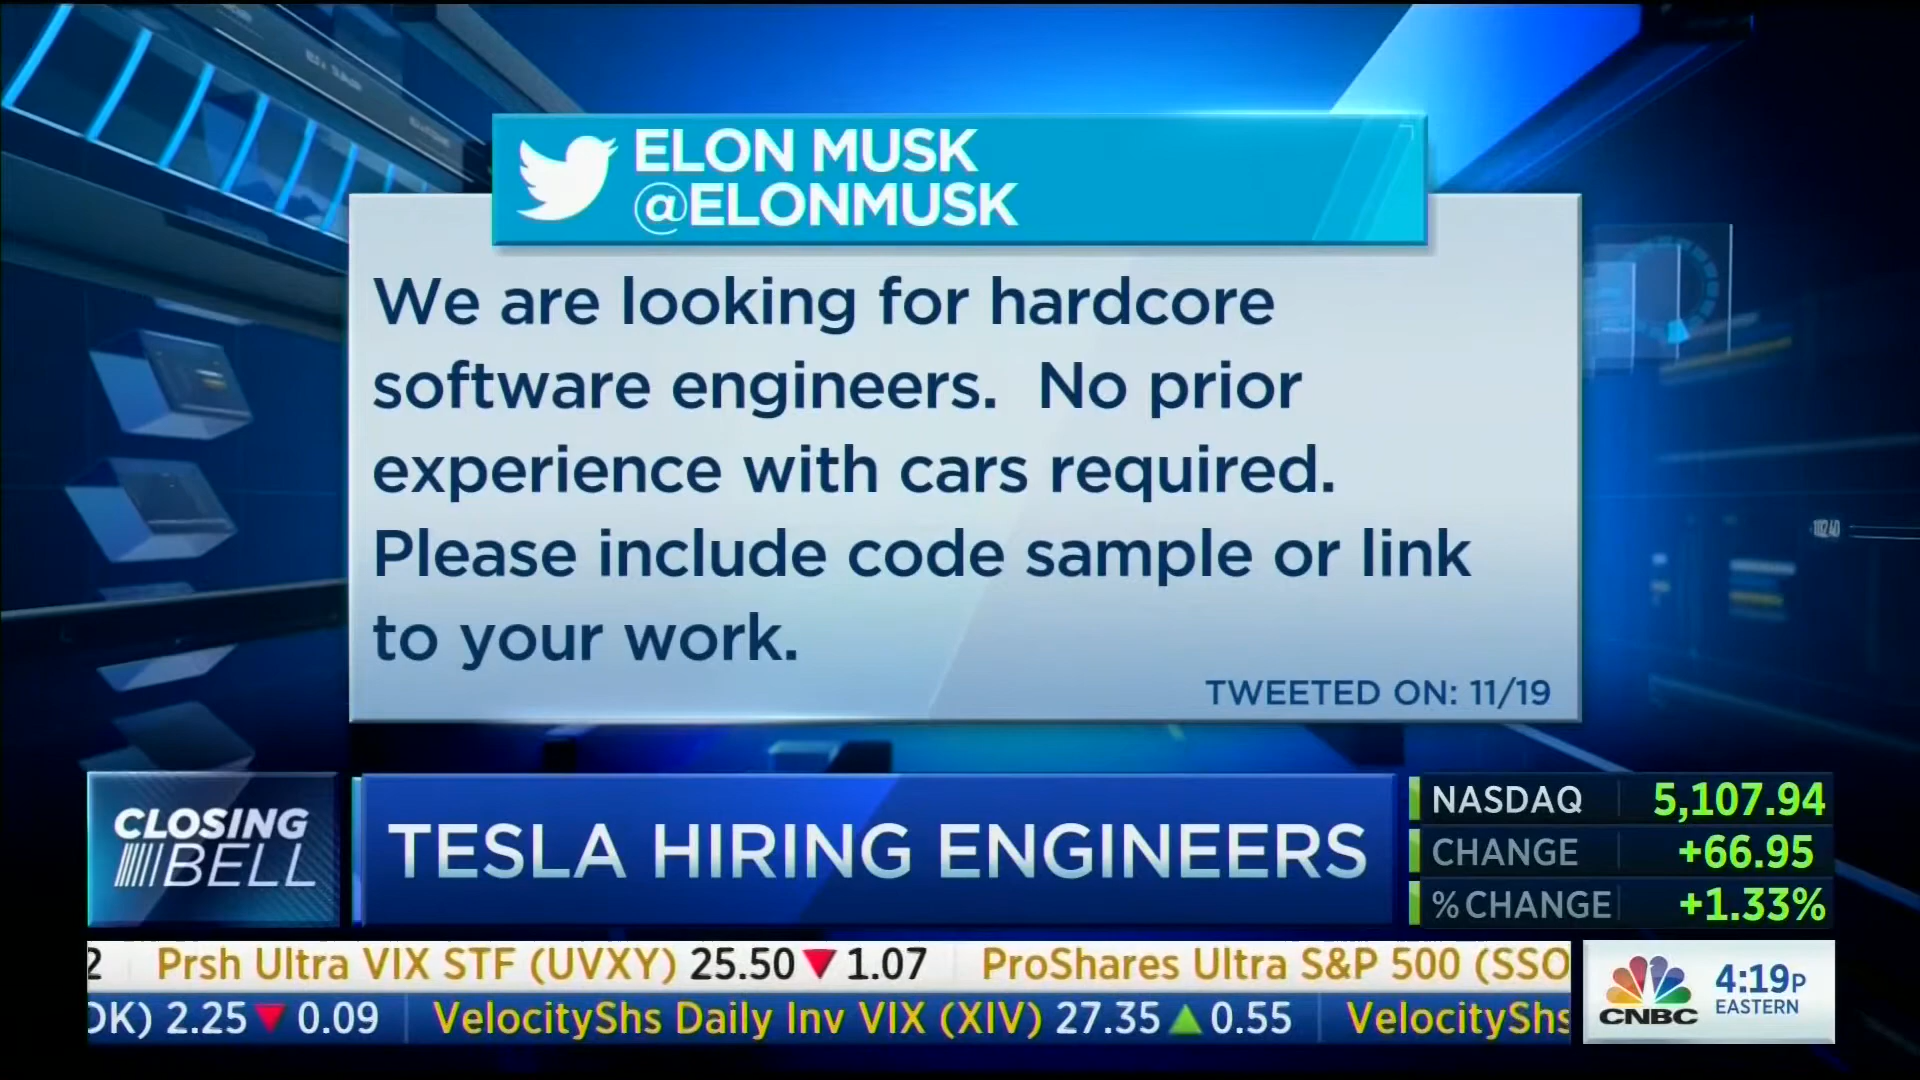 ELON MUSK
@ELONMUSK
We are looking for hardcore
software engineers. No prior
experience with cars required.
Please include code sample or link
to your work.
TWEETED ON: 11/19
CLOSING
BELL
TESLA HIRING ENGINEERS
NASDAQ 5,107.94
CHANGE +66.95
% CHANGE +1.33%
2 Prsh Ultra VIX STF (UVXY) 25.50▼1.07 ProShares Ultra S&P 500 (SSO
OK) 2.25▼0.09 VelocityShs Daily Inv VIX (XIV) 27.35▲0.55 VelocityShs
CNBC
4:19P
EASTERN